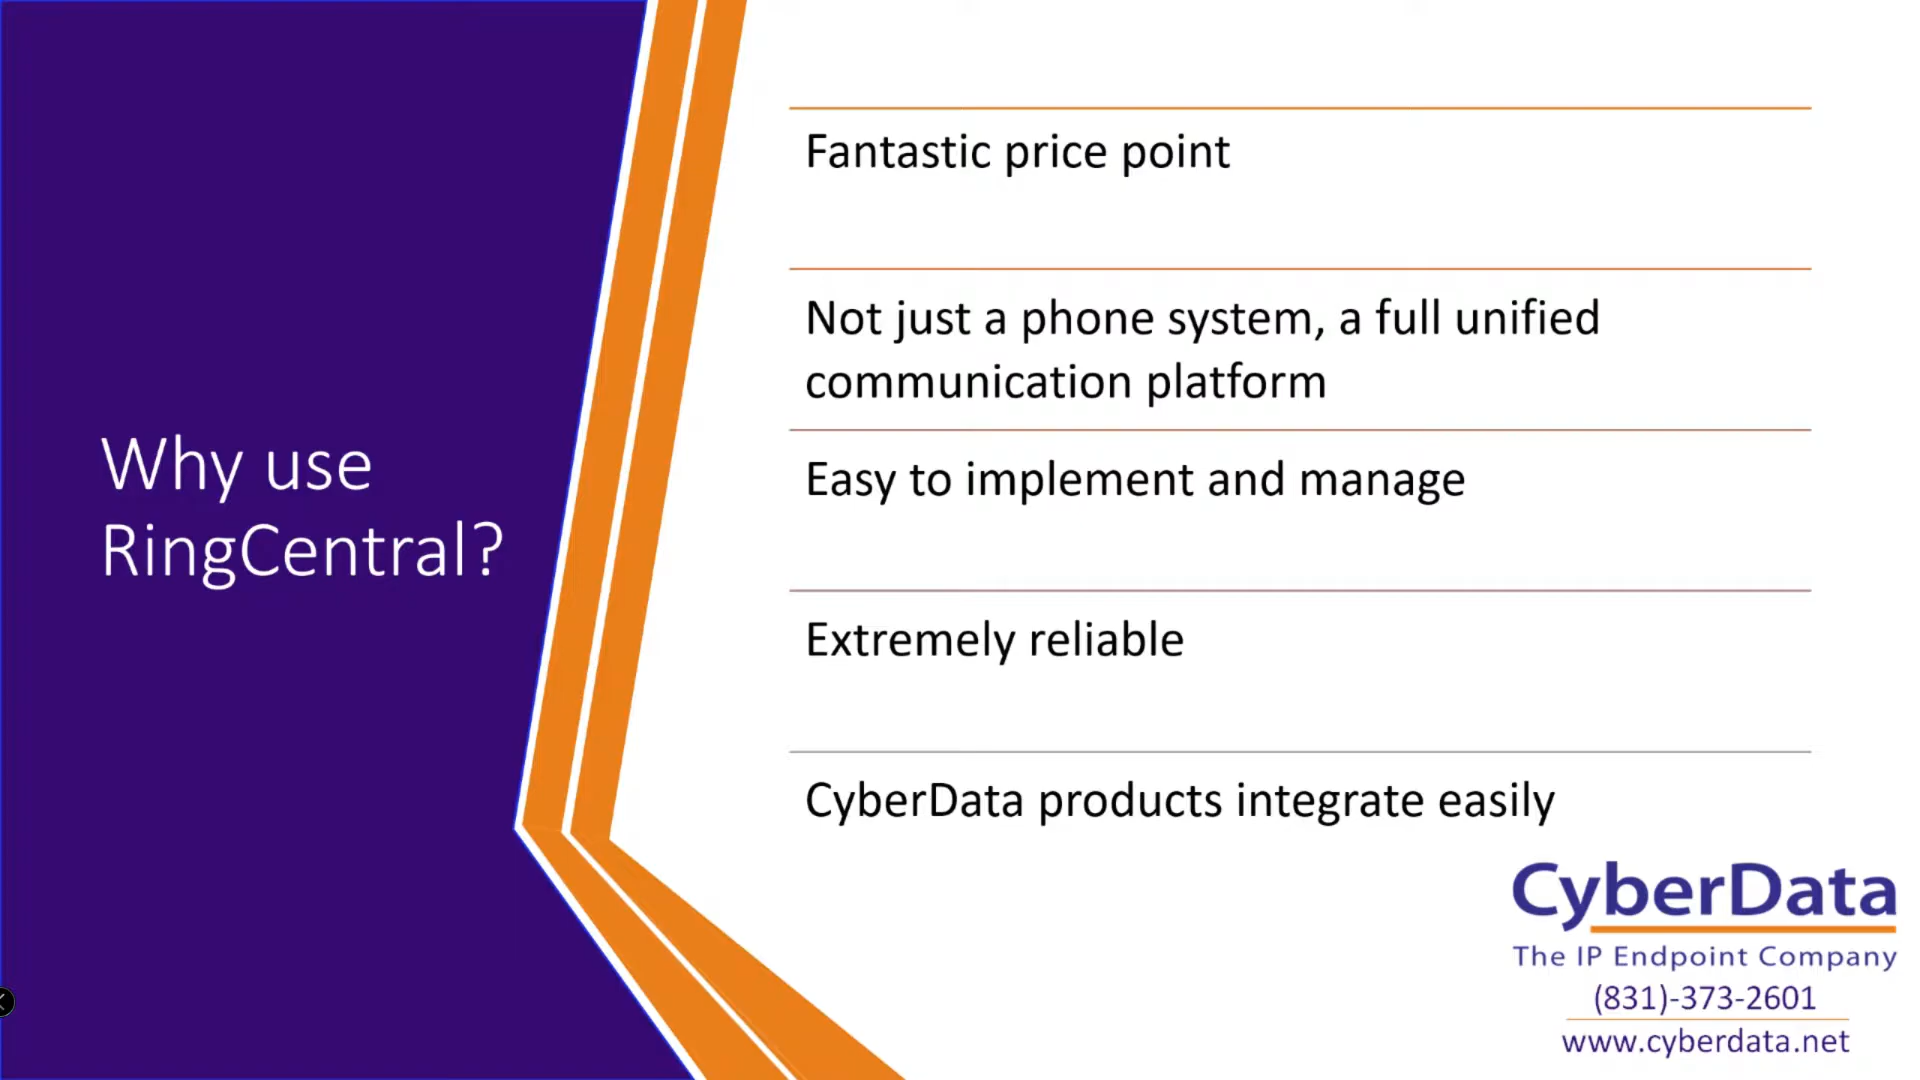 Why use
RingCentral?
Fantastic price point
Not just a phone system, a full unified
communication platform
Easy to implement and manage
Extremely reliable
CyberData products integrate easily
CyberData
The IP Endpoint Company
(831)-373-2601
www.cyberdata.net